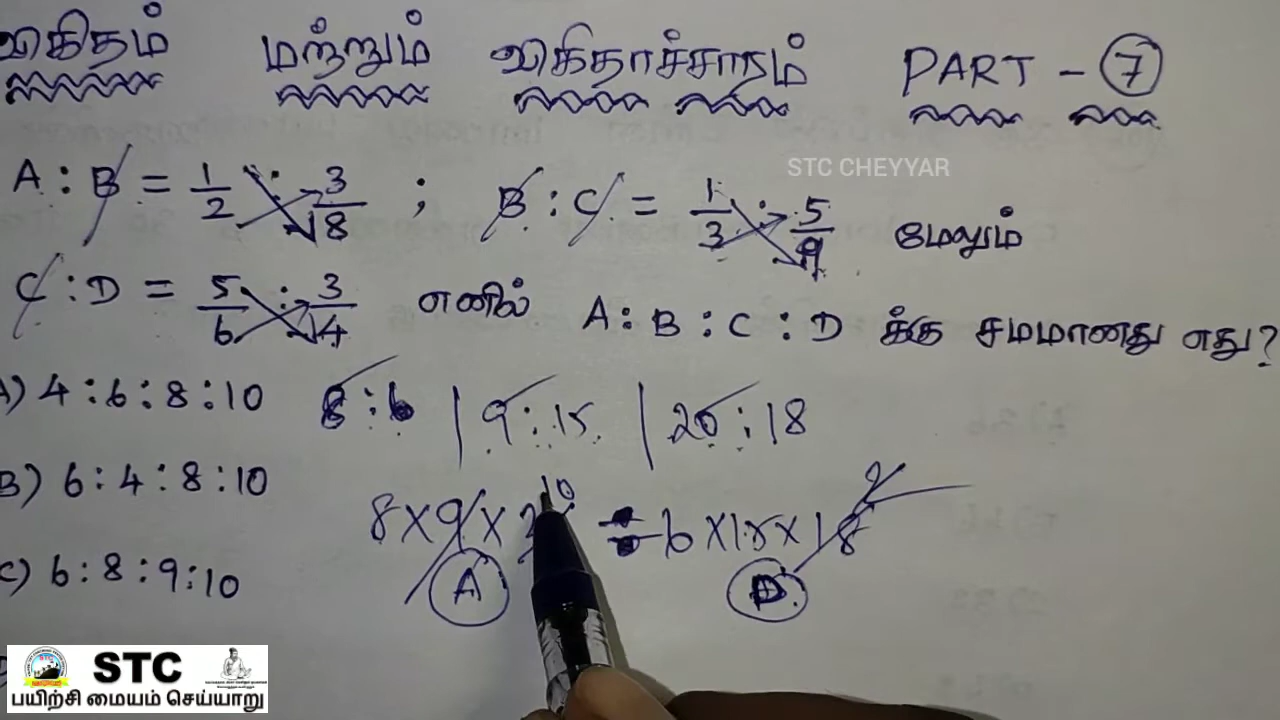 விகிதம் மற்றும் விகிதாச்சாரம் PART - 7
STC CHEYYAR
A : B = 1/2 : 3/8 ; B : C = 1/3 : 5/9 மேலும்
C : D = 5/6 : 3/4 எனில் A : B : C : D க்கு சமமானது எது?
A) 4 : 6 : 8 : 10 8 : 6 | 9 : 15 | 20 : 18
B) 6 : 4 : 8 : 10
10 9
8 × 9 × 6 × 15 × 18
C) 6 : 8 : 9 : 10 A D
STC
பயிற்சி மையம் செய்யாறு